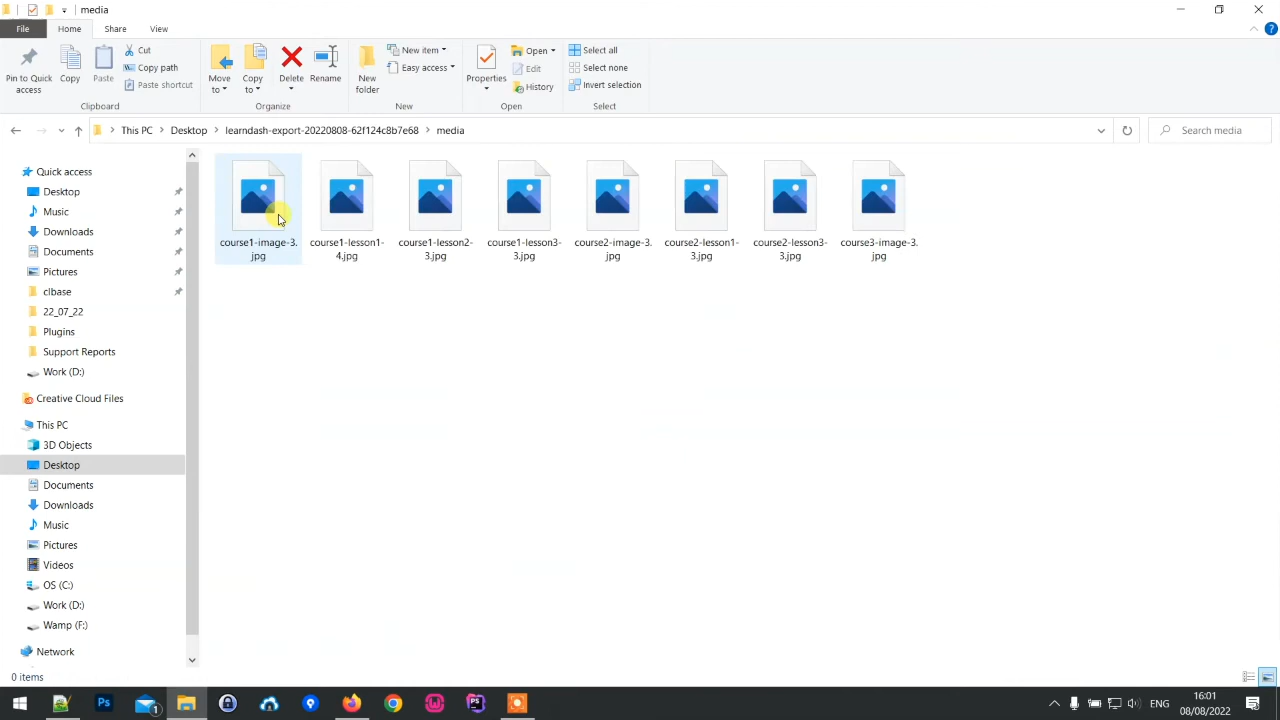 media
File
Home
Share
View
Pin to Quick access
Copy
Paste
Cut
Copy path
Paste shortcut
Clipboard
Move to
Copy to
Delete
Rename
Organize
New folder
New item
Easy access
New
Properties
Open
Edit
History
Open
Select all
Select none
Invert selection
Select
This PC
Desktop
learndash-export-20220808-62f124c8b7e68
media
Search media
Quick access
Desktop
Music
Downloads
Documents
Pictures
clbase
22_07_22
Plugins
Support Reports
Work (D:)
Creative Cloud Files
This PC
3D Objects
Desktop
Documents
Downloads
Music
Pictures
Videos
OS (C:)
Work (D:)
Wamp (F:)
Network
course1-image-3.
jpg
course1-lesson1-
4.jpg
course1-lesson2-
3.jpg
course1-lesson3-
3.jpg
course2-image-3.
jpg
course2-lesson1-
3.jpg
course2-lesson3-
3.jpg
course3-image-3.
jpg
0 items
Ps
1
PS
ENG
16:01
08/08/2022